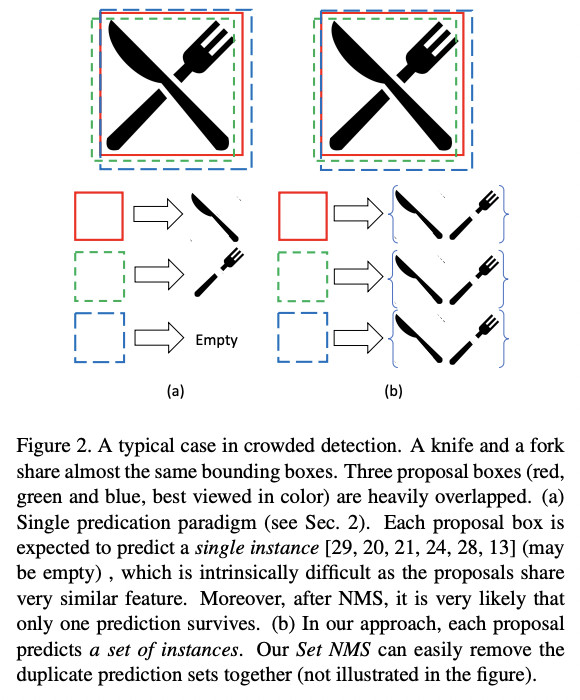 Empty
(a)
(b)
Figure 2. A typical case in crowded detection. A knife and a fork
share almost the same bounding boxes. Three proposal boxes (red,
green and blue, best viewed in color) are heavily overlapped. (a)
Single predication paradigm (see Sec. 2). Each proposal box is
expected to predict a single instance [29, 20, 21, 24, 28, 13] (may
be empty) , which is intrinsically difficult as the proposals share
very similar feature. Moreover, after NMS, it is very likely that
only one prediction survives. (b) In our approach, each proposal
predicts a set of instances. Our Set NMS can easily remove the
duplicate prediction sets together (not illustrated in the figure).